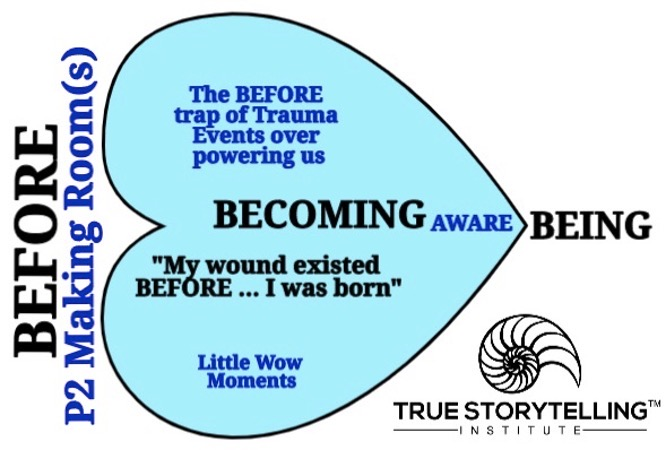 BEFORE
P2 Making Room(s)
The BEFORE
trap of Trauma
Events over
powering us
BECOMING AWARE BEING
"My wound existed
BEFORE ... I was born"
Little Wow
Moments
TRUE STORYTELLING™
INSTITUTE